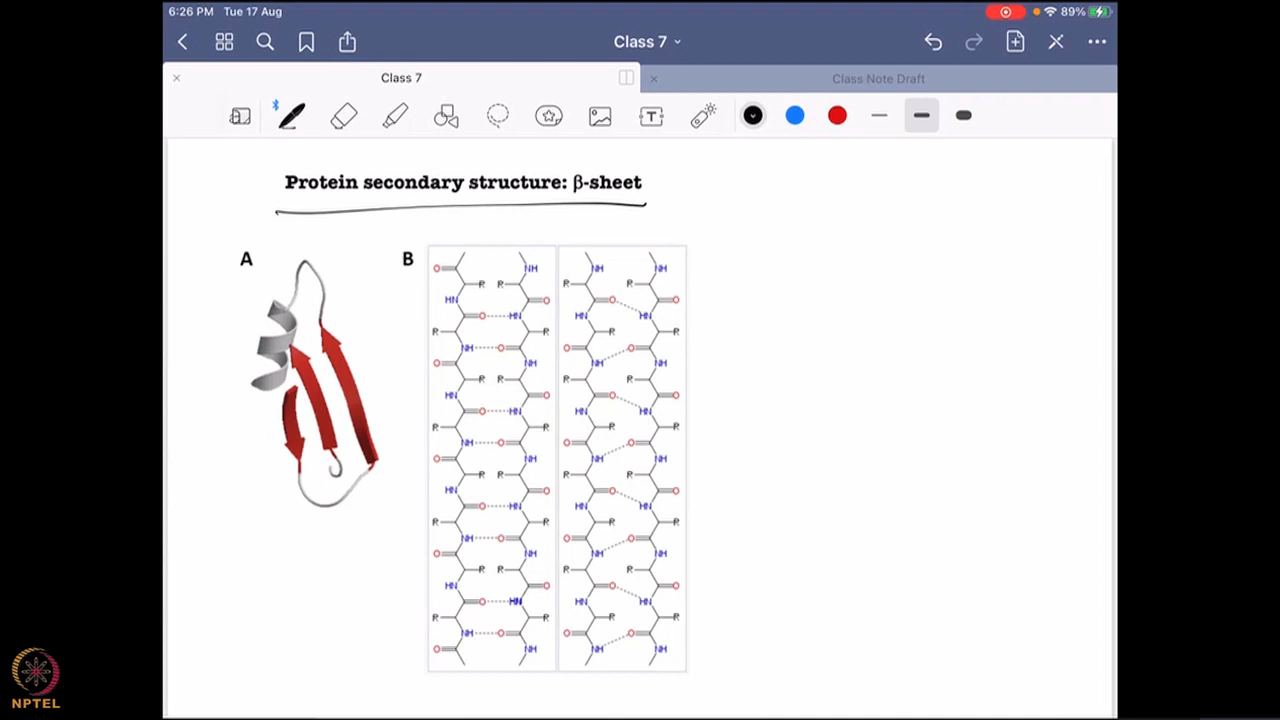 6:26 PM Tue 17 Aug
89%
Class 7
Class 7
Class Note Draft
T
Protein secondary structure: β-sheet
A
B
NPTEL